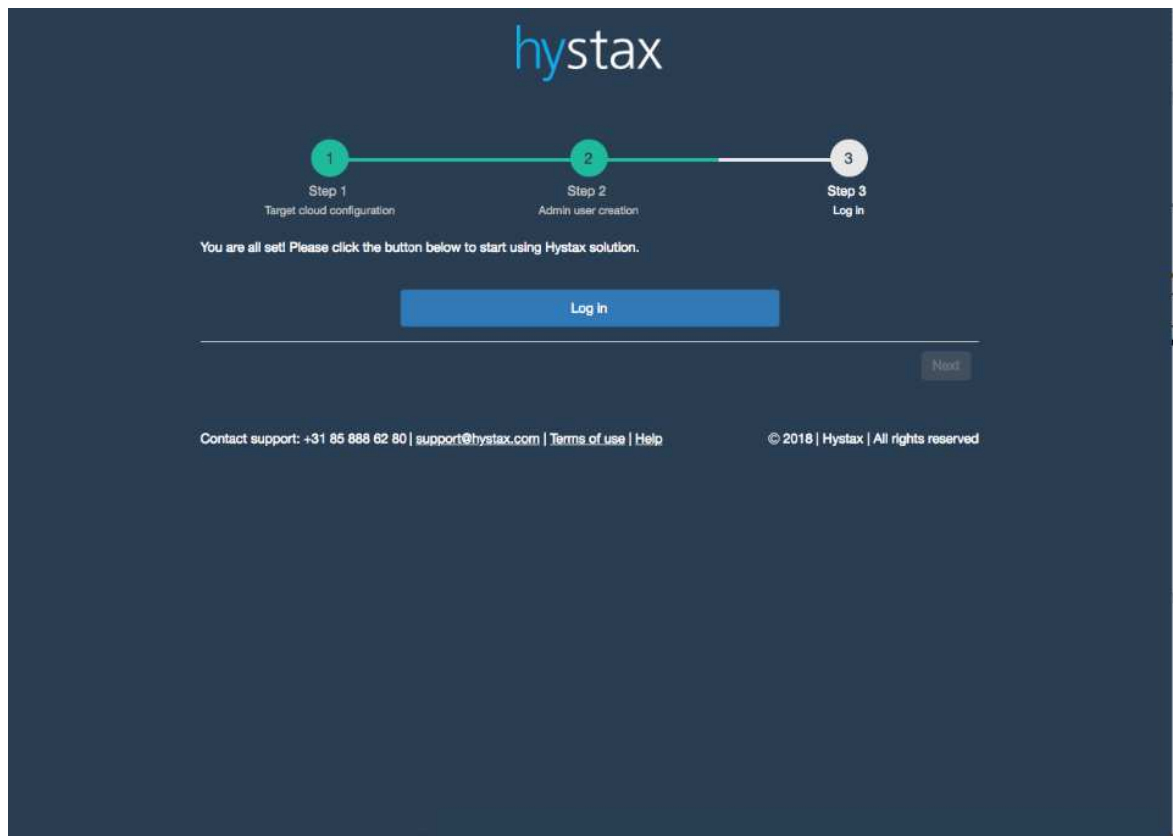 hystax
1 2 3
Step 1 Step 2 Step 3
Target cloud configuration Admin user creation Log in
You are all set! Please click the button below to start using Hystax solution.
Log in
Next
Contact support: +31 85 888 62 80 | support@hystax.com | Terms of use | Help © 2018 | Hystax | All rights reserved